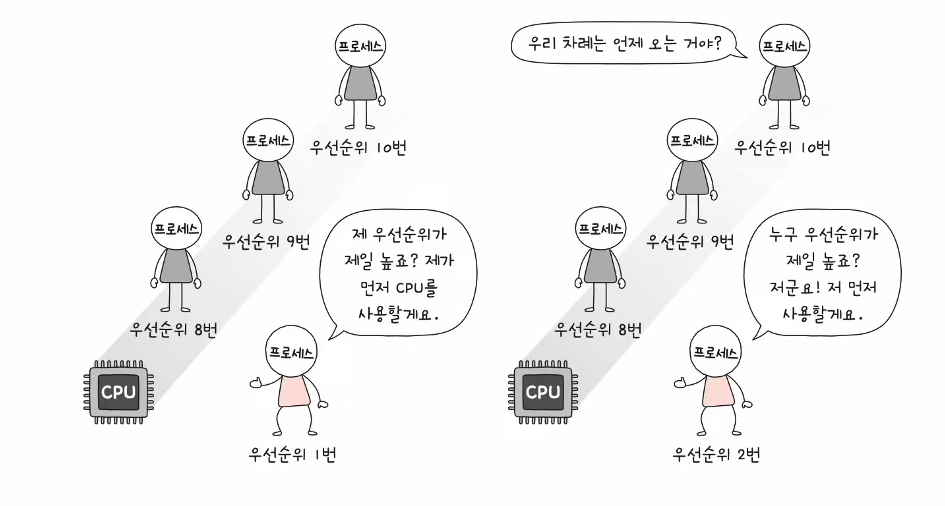 프로세스
우선순위 10번
프로세스
우선순위 9번
프로세스
우선순위 8번
제 우선순위가
제일 높죠? 제가
먼저 CPU를
사용할게요.
프로세스
CPU
우선순위 1번
우리 차례는 언제 오는 거야?
프로세스
우선순위 10번
프로세스
우선순위 9번
프로세스
우선순위 8번
누구 우선순위가
제일 높죠?
저군요! 저 먼저
사용할게요.
프로세스
CPU
우선순위 2번